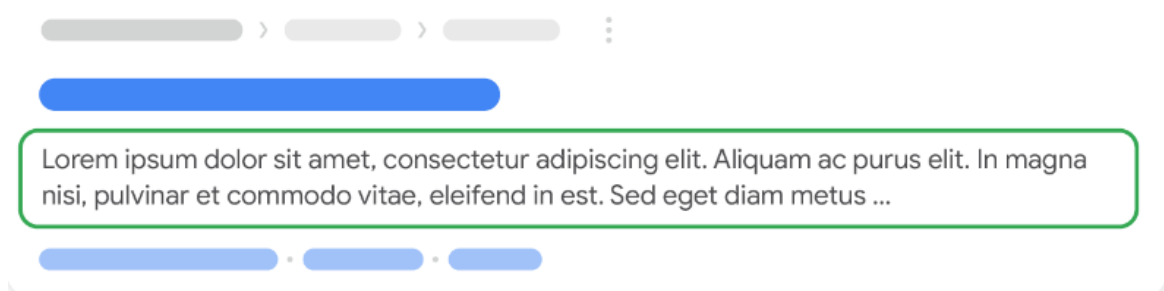 Lorem ipsum dolor sit amet, consectetur adipiscing elit. Aliquam ac purus elit. In magna
nisi, pulvinar et commodo vitae, eleifend in est. Sed eget diam metus ...